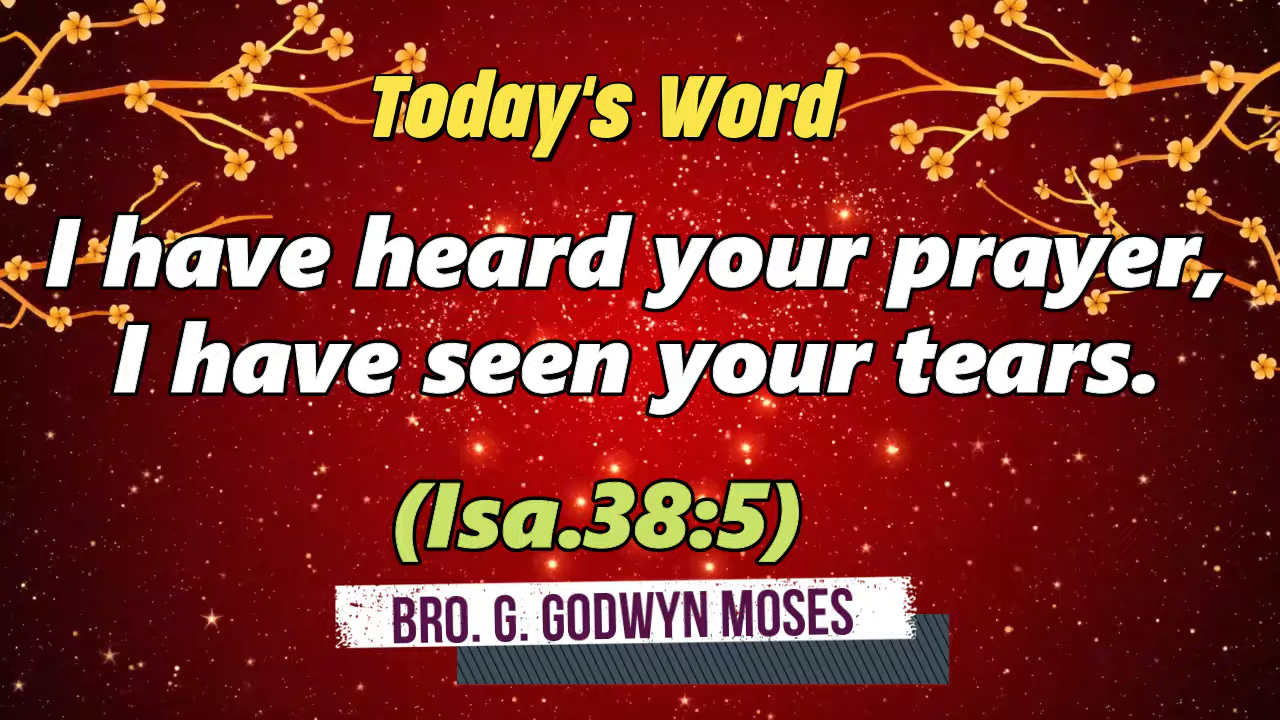 Today's Word
I have heard your prayer,
I have seen your tears.
(Isa.38:5)
BRO. G. GODWYN MOSES